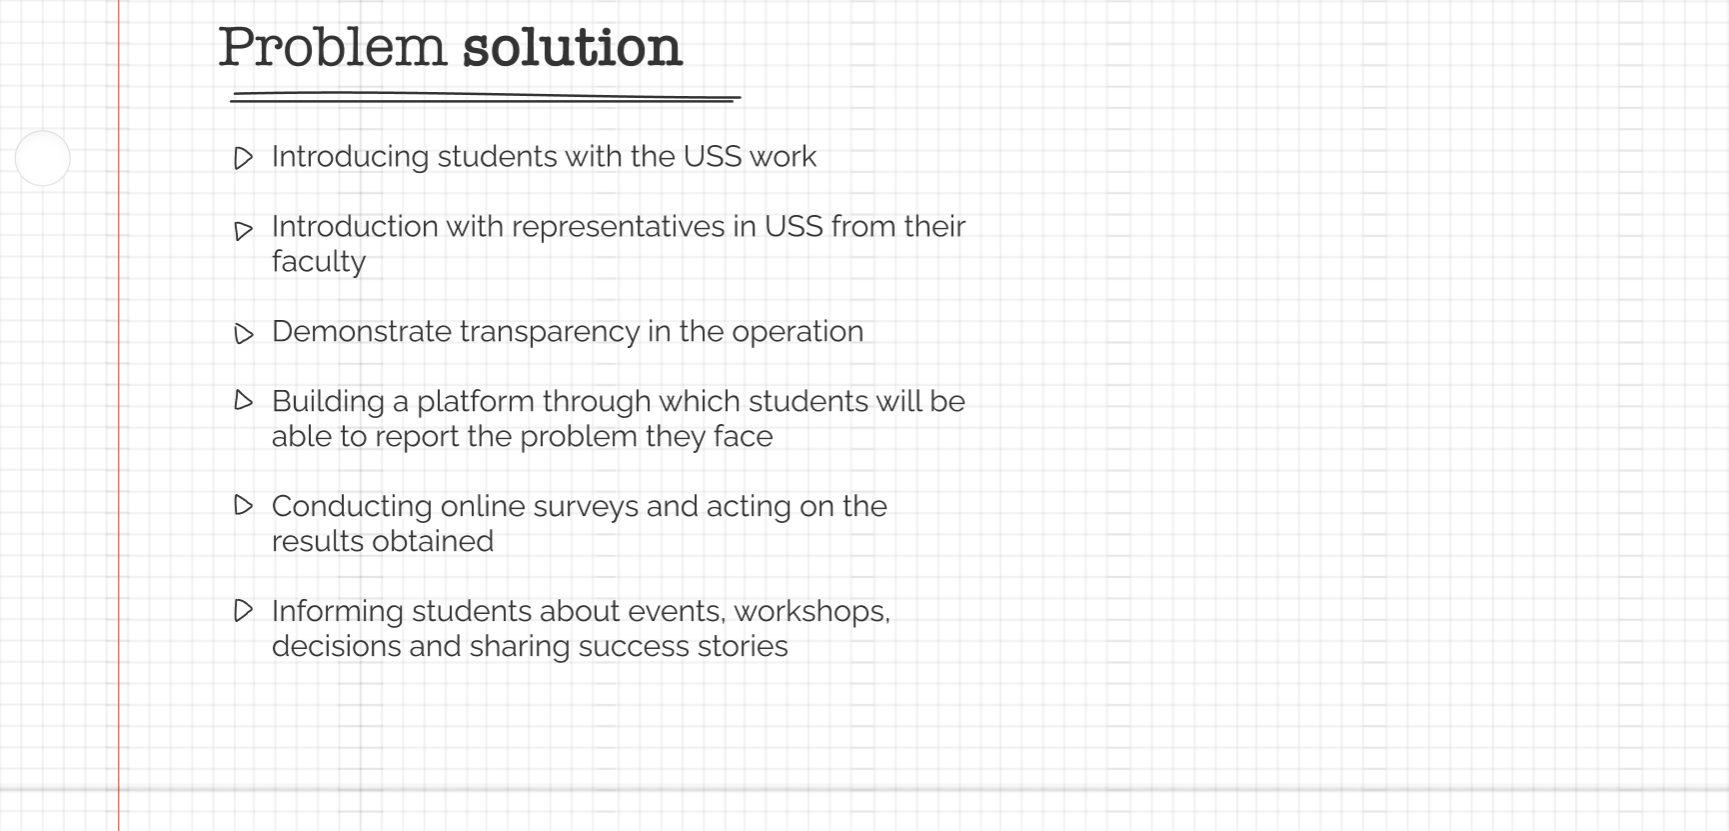 Problem solution
Introducing students with the USS work
Introduction with representatives in USS from their
faculty
Demonstrate transparency in the operation
Building a platform through which students will be
able to report the problem they face
Conducting online surveys and acting on the
results obtained
Informing students about events, workshops,
decisions and sharing success stories